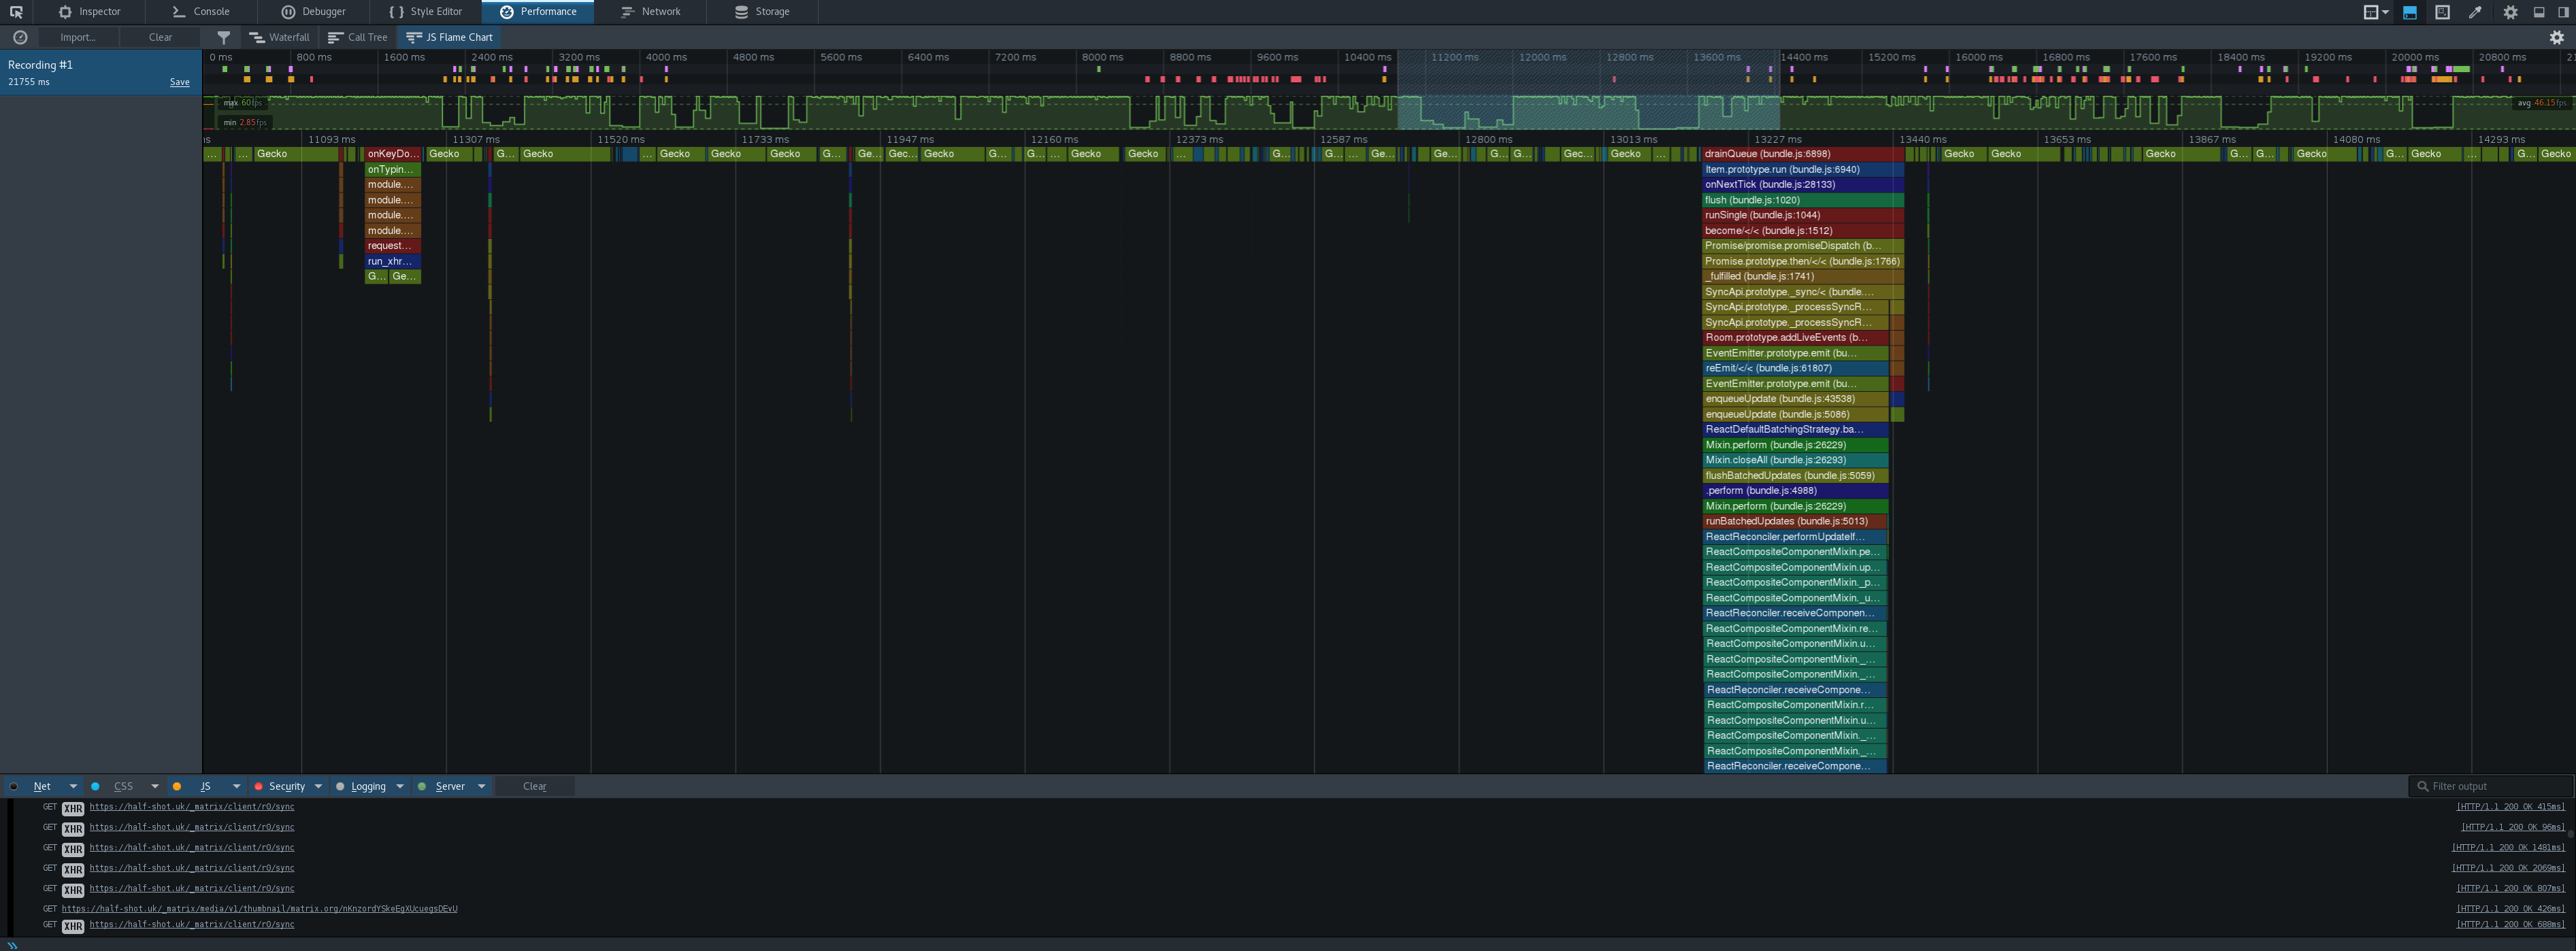 Inspector Console Debugger Style Editor Performance Network Storage
Import... Clear Waterfall Call Tree JS Flame Chart
Recording #1
21755 ms Save
0 ms 800 ms 1600 ms 2400 ms 3200 ms 4000 ms 4800 ms 5600 ms 6400 ms 7200 ms 8000 ms 8800 ms 9600 ms 10400 ms 11200 ms 12000 ms 12800 ms 13600 ms 14400 ms 15200 ms 16000 ms 16800 ms 17600 ms 18400 ms 19200 ms 20000 ms 20800 ms 21
max 60fps
avg 46.15fps
min 2.85fps
ms 11093 ms 11307 ms 11520 ms 11733 ms 11947 ms 12160 ms 12373 ms 12587 ms 12800 ms 13013 ms 13227 ms 13440 ms 13653 ms 13867 ms 14080 ms 14293 ms
... ... Gecko onKeyDo... Gecko G... Gecko ... Gecko Gecko Gecko G... Ge... Gec... Gecko G... G... ... Gecko Gecko ... G... G... ... Ge... Ge... G... G... Gec... Gecko ... drainQueue (bundle.js:6898) Gecko Gecko Gecko G... G... Gecko G... Gecko ... G... Gecko
onTypin... Item.prototype.run (bundle.js:6940)
module.... onNextTick (bundle.js:28133)
module.... flush (bundle.js:1020)
module.... runSingle (bundle.js:1044)
module.... become/</< (bundle.js:1512)
request... Promise/promise.promiseDispatch (b...
run_xhr... Promise.prototype.then/</< (bundle.js:1766)
G... Ge... _fulfilled (bundle.js:1741)
SyncApi.prototype._sync/< (bundle....
SyncApi.prototype._processSyncR...
SyncApi.prototype._processSyncR...
Room.prototype.addLiveEvents (b...
EventEmitter.prototype.emit (bu...
reEmit/</< (bundle.js:61807)
EventEmitter.prototype.emit (bu...
enqueueUpdate (bundle.js:43538)
enqueueUpdate (bundle.js:5086)
ReactDefaultBatchingStrategy.ba...
Mixin.perform (bundle.js:26229)
Mixin.closeAll (bundle.js:26293)
flushBatchedUpdates (bundle.js:5059)
.perform (bundle.js:4988)
Mixin.perform (bundle.js:26229)
runBatchedUpdates (bundle.js:5013)
ReactReconciler.performUpdateIf...
ReactCompositeComponentMixin.pe...
ReactCompositeComponentMixin.up...
ReactCompositeComponentMixin._p...
ReactCompositeComponentMixin._u...
ReactReconciler.receiveComponen...
ReactCompositeComponentMixin.re...
ReactCompositeComponentMixin.u...
ReactCompositeComponentMixin._...
ReactCompositeComponentMixin._...
ReactReconciler.receiveCompone...
ReactCompositeComponentMixin.r...
ReactCompositeComponentMixin.u...
ReactCompositeComponentMixin._...
ReactCompositeComponentMixin._...
ReactReconciler.receiveCompone...
Net CSS JS Security Logging Server Clear Filter output
GET XHR https://half-shot.uk/_matrix/client/r0/sync [HTTP/1.1 200 OK 415ms]
GET XHR https://half-shot.uk/_matrix/client/r0/sync [HTTP/1.1 200 OK 96ms]
GET XHR https://half-shot.uk/_matrix/client/r0/sync [HTTP/1.1 200 OK 1481ms]
GET XHR https://half-shot.uk/_matrix/client/r0/sync [HTTP/1.1 200 OK 2069ms]
GET XHR https://half-shot.uk/_matrix/client/r0/sync [HTTP/1.1 200 OK 807ms]
GET https://half-shot.uk/_matrix/media/v1/thumbnail/matrix.org/nKnzordYSkeEgXUcuegsDEvU [HTTP/1.1 200 OK 426ms]
GET XHR https://half-shot.uk/_matrix/client/r0/sync [HTTP/1.1 200 OK 688ms]